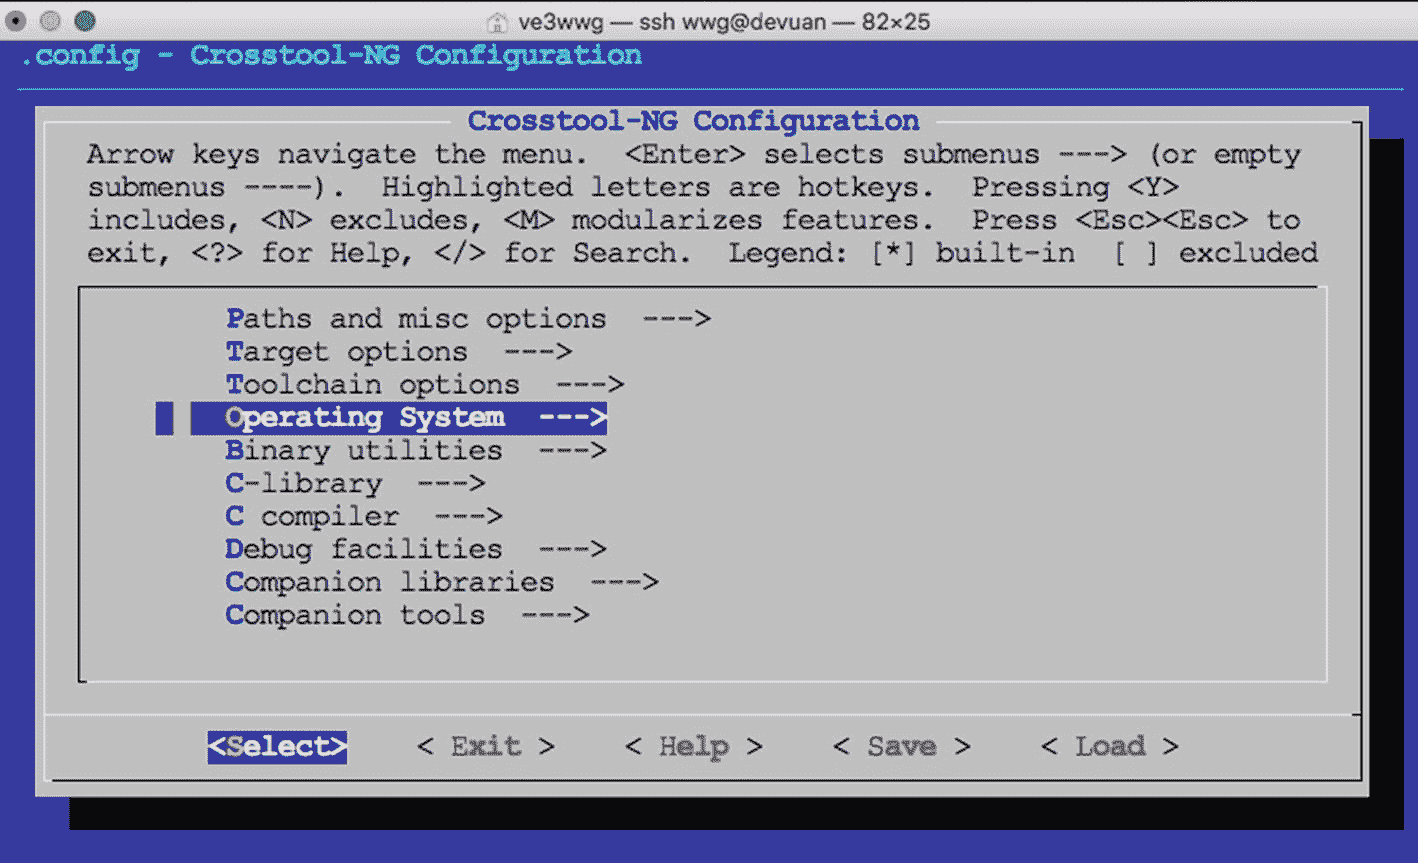 ve3wwg — ssh wwg@devuan — 82×25
.config - Crosstool-NG Configuration
Crosstool-NG Configuration
Arrow keys navigate the menu.  <Enter> selects submenus ---> (or empty
submenus ----).  Highlighted letters are hotkeys.  Pressing <Y>
includes, <N> excludes, <M> modularizes features.  Press <Esc><Esc> to
exit, <?> for Help, </> for Search.  Legend: [*] built-in  [ ] excluded
Paths and misc options  --->
Target options  --->
Toolchain options  --->
Operating System  --->
Binary utilities  --->
C-library  --->
C compiler  --->
Debug facilities  --->
Companion libraries  --->
Companion tools  --->
<Select>    < Exit >    < Help >    < Save >    < Load >